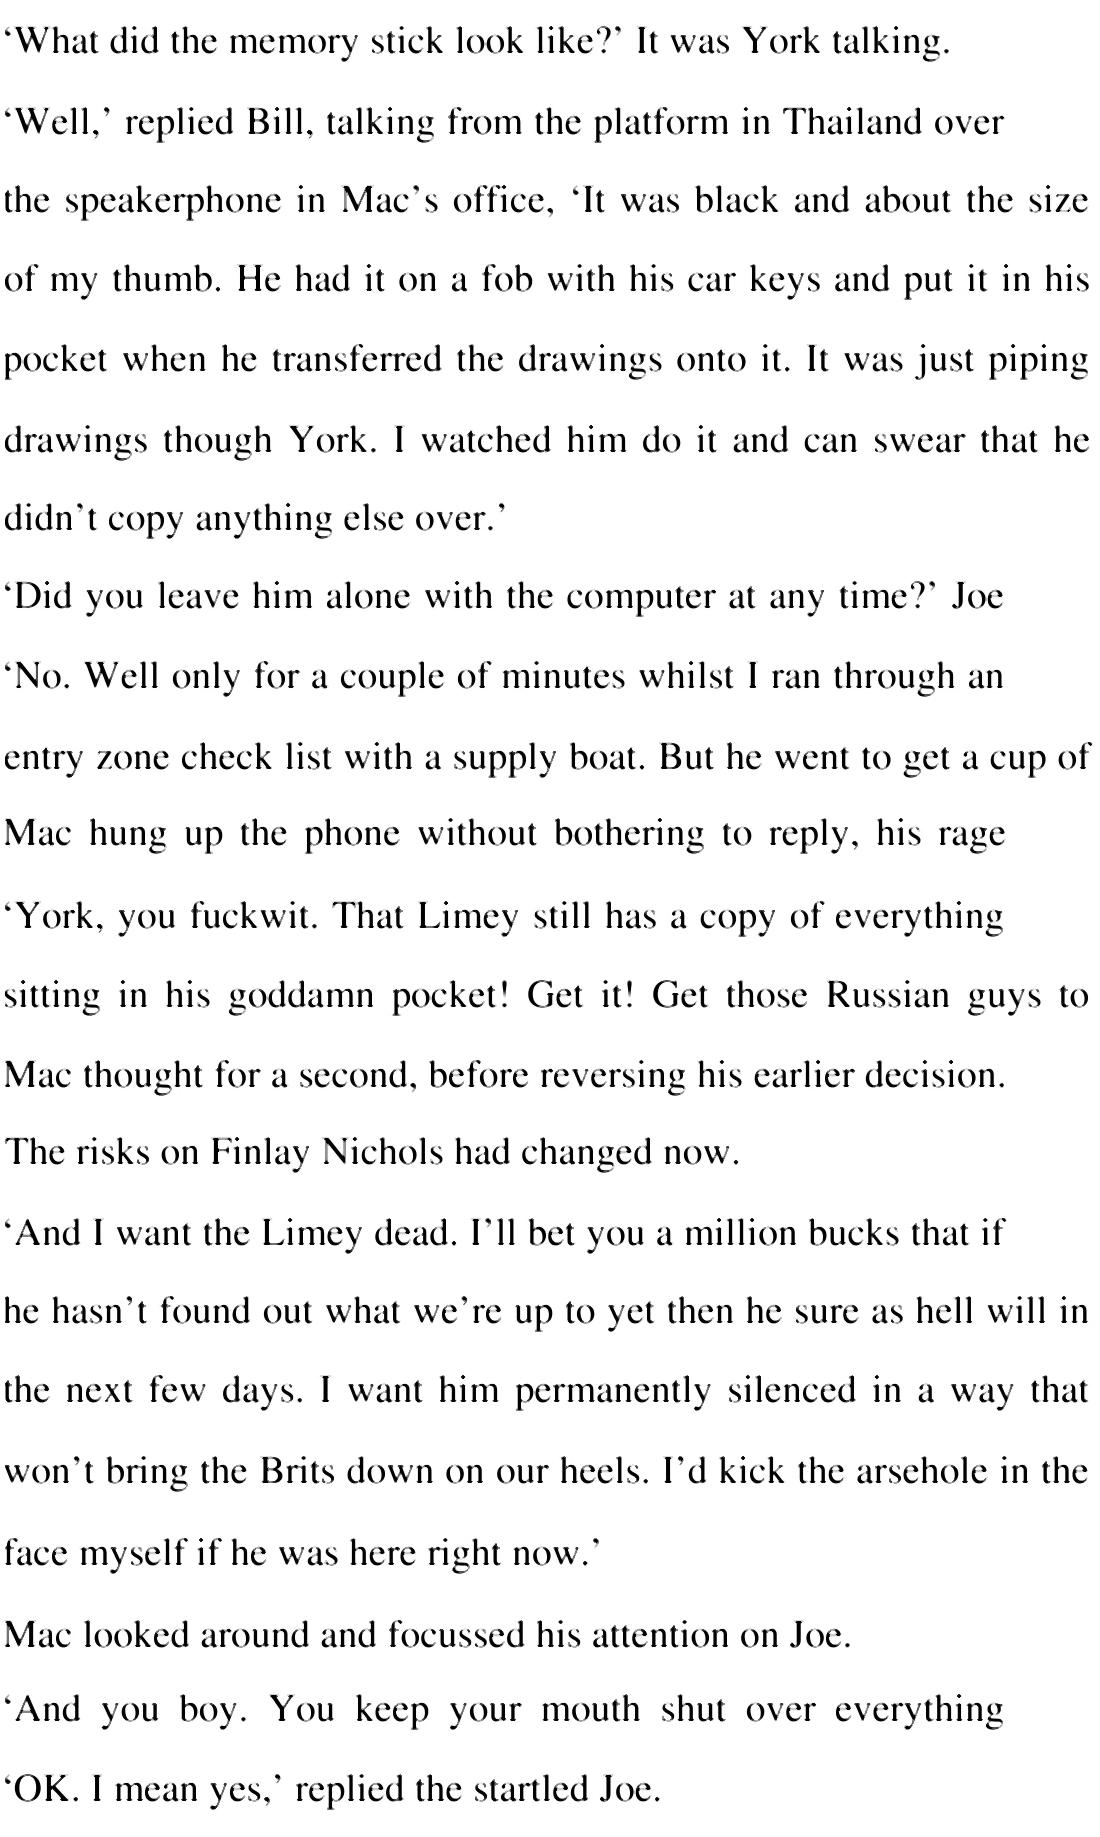 ‘What did the memory stick look like?’ It was York talking.
‘Well,’ replied Bill, talking from the platform in Thailand over
the speakerphone in Mac’s office, ‘It was black and about the size
of my thumb. He had it on a fob with his car keys and put it in his
pocket when he transferred the drawings onto it. It was just piping
drawings though York. I watched him do it and can swear that he
didn’t copy anything else over.’
‘Did you leave him alone with the computer at any time?’ Joe
‘No. Well only for a couple of minutes whilst I ran through an
entry zone check list with a supply boat. But he went to get a cup of
Mac hung up the phone without bothering to reply, his rage
‘York, you fuckwit. That Limey still has a copy of everything
sitting in his goddamn pocket! Get it! Get those Russian guys to
Mac thought for a second, before reversing his earlier decision.
The risks on Finlay Nichols had changed now.
‘And I want the Limey dead. I’ll bet you a million bucks that if
he hasn’t found out what we’re up to yet then he sure as hell will in
the next few days. I want him permanently silenced in a way that
won’t bring the Brits down on our heels. I’d kick the arsehole in the
face myself if he was here right now.’
Mac looked around and focussed his attention on Joe.
‘And you boy. You keep your mouth shut over everything
‘OK. I mean yes,’ replied the startled Joe.